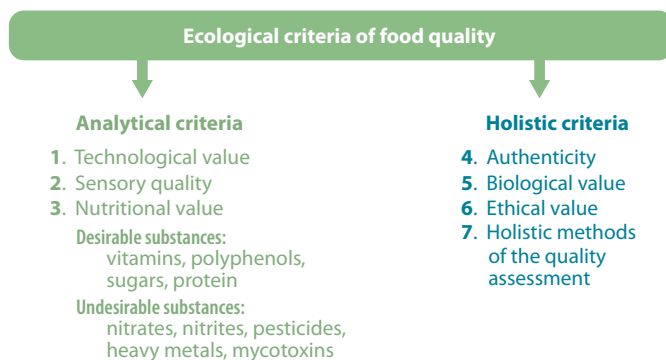 Ecological criteria of food quality
Analytical criteria
1. Technological value
2. Sensory quality
3. Nutritional value
Desirable substances:
vitamins, polyphenols,
sugars, protein
Undesirable substances:
nitrates, nitrites, pesticides,
heavy metals, mycotoxins
Holistic criteria
4. Authenticity
5. Biological value
6. Ethical value
7. Holistic methods
of the quality
assessment